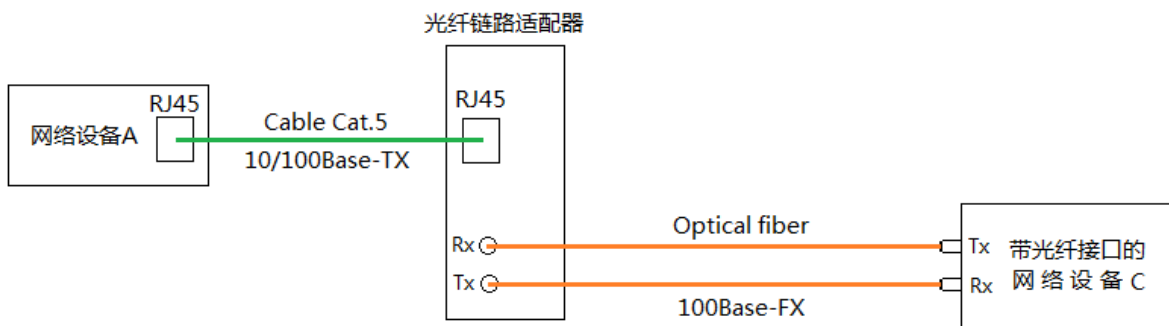 光纤链路适配器
RJ45
网络设备A
Cable Cat.5
10/100Base-TX
RJ45
Rx
Tx
Optical fiber
100Base-FX
Tx
Rx
带光纤接口的
网络设备C